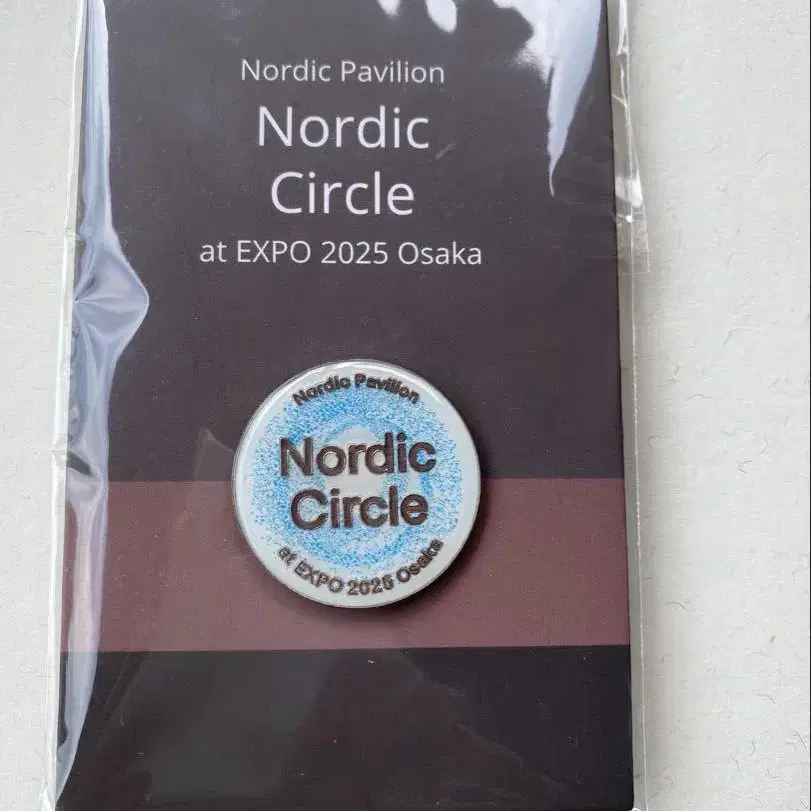 Nordic Pavilion
Nordic
Circle
at EXPO 2025 Osaka
Nordic Pavilion
Nordic
Circle
at EXPO 2025 Osaka